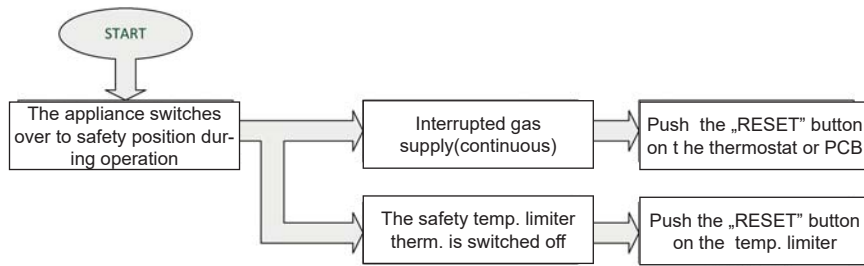 START
The appliance switches
over to safety position dur-
ing operation
Interrupted gas
supply(continuous)
Push the „RESET” button
on t he thermostat or PCB
The safety temp. limiter
therm. is switched off
Push the „RESET” button
on the temp. limiter